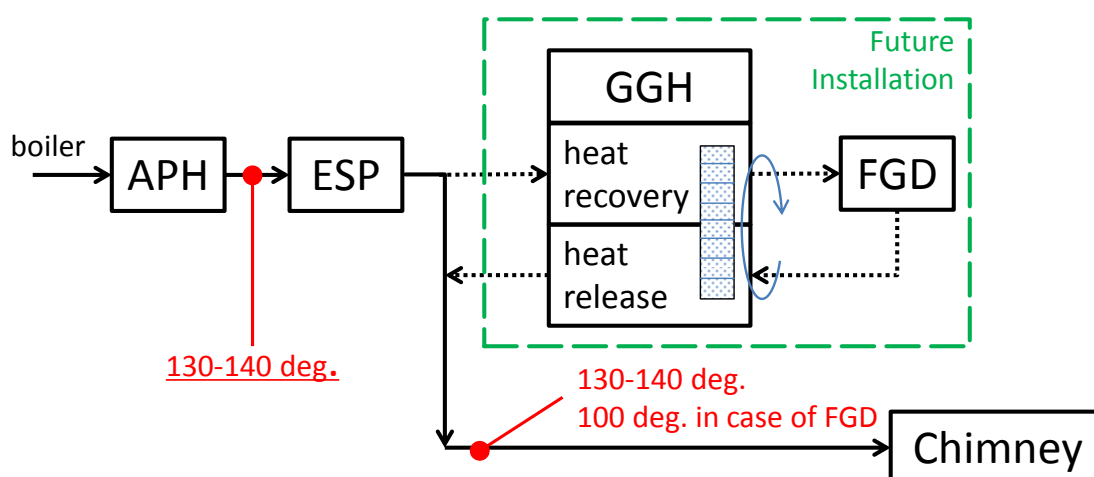 Future
Installation
GGH
boiler
APH
ESP
heat
recovery
FGD
heat
release
130-140 deg.
130-140 deg.
100 deg. in case of FGD
Chimney